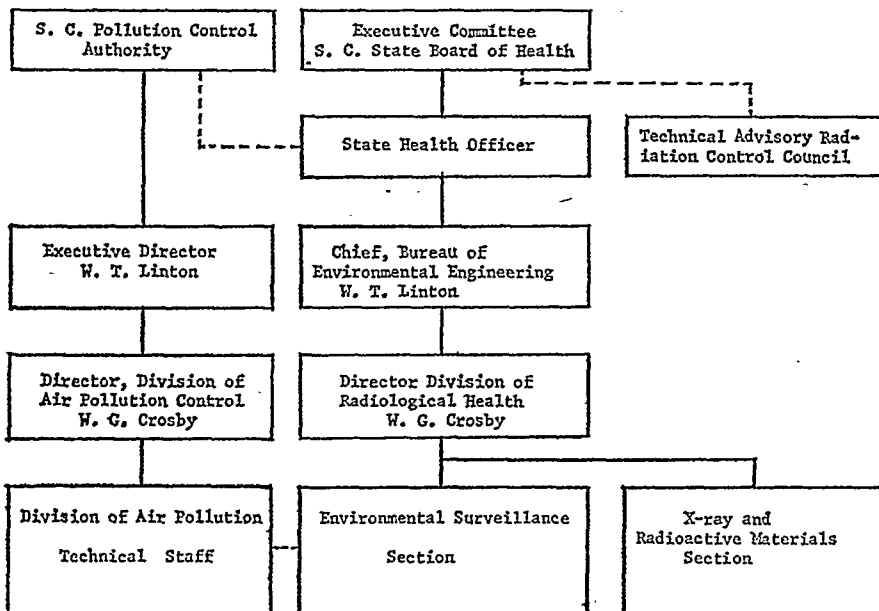 S. C. Pollution Control
Authority
Executive Committee
S. C. State Board of Health
State Health Officer
Technical Advisory Rad-
iation Control Council
Executive Director
W. T. Linton
Chief, Bureau of
Environmental Engineering
W. T. Linton
Director, Division of
Air Pollution Control
W. G. Crosby
Director Division of
Radiological Health
W. G. Crosby
Division of Air Pollution
Technical Staff
Environmental Surveillance
Section
X-ray and
Radioactive Materials
Section